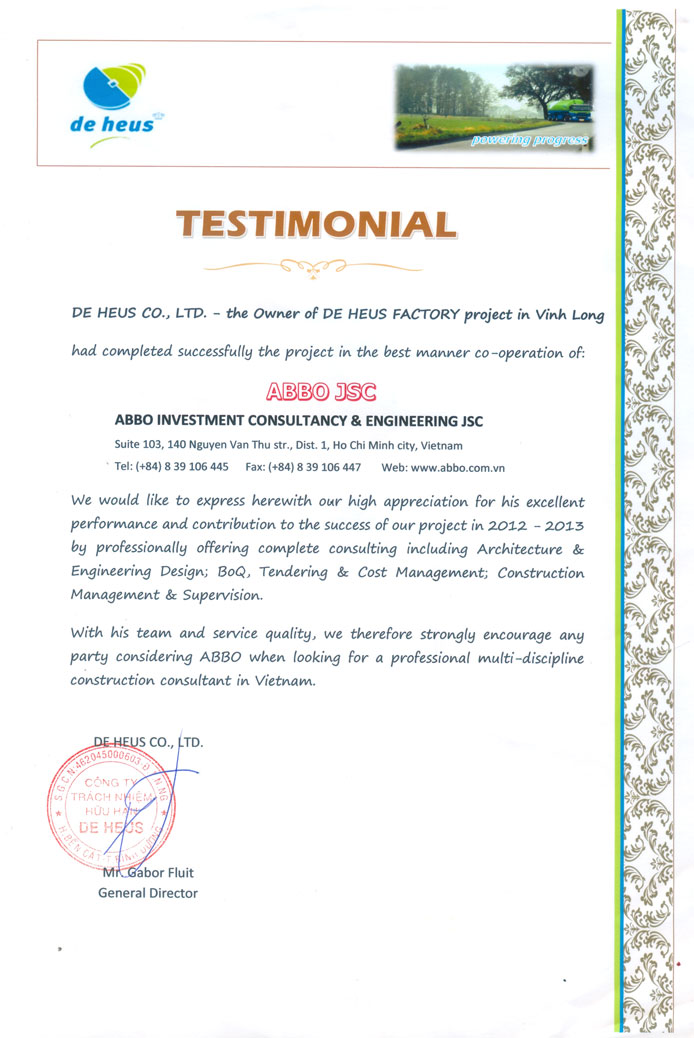 de heus
powering progress
TESTIMONIAL
DE HEUS CO., LTD. - the Owner of DE HEUS FACTORY project in Vinh Long
had completed successfully the project in the best manner co-operation of:
ABBO JSC
ABBO INVESTMENT CONSULTANCY & ENGINEERING JSC
Suite 103, 140 Nguyen Van Thu str., Dist. 1, Ho Chi Minh city, Vietnam
Tel: (+84) 8 39 106 445 Fax: (+84) 8 39 106 447 Web: www.abbo.com.vn
We would like to express herewith our high appreciation for his excellent
performance and contribution to the success of our project in 2012 - 2013
by professionally offering complete consulting including Architecture &
Engineering Design; BoQ, Tendering & Cost Management; Construction
Management & Supervision.
With his team and service quality, we therefore strongly encourage any
party considering ABBO when looking for a professional multi-discipline
construction consultant in Vietnam.
DE HEUS CO., LTD.
S.G.C.N:462045000603-Đ
CÔNG TY
TRÁCH NHIỆM
HỮU HẠN
DE HEUS
H.BẾN CÁT-T.BÌNH DƯƠNG
Mr. Gabor Fluit
General Director